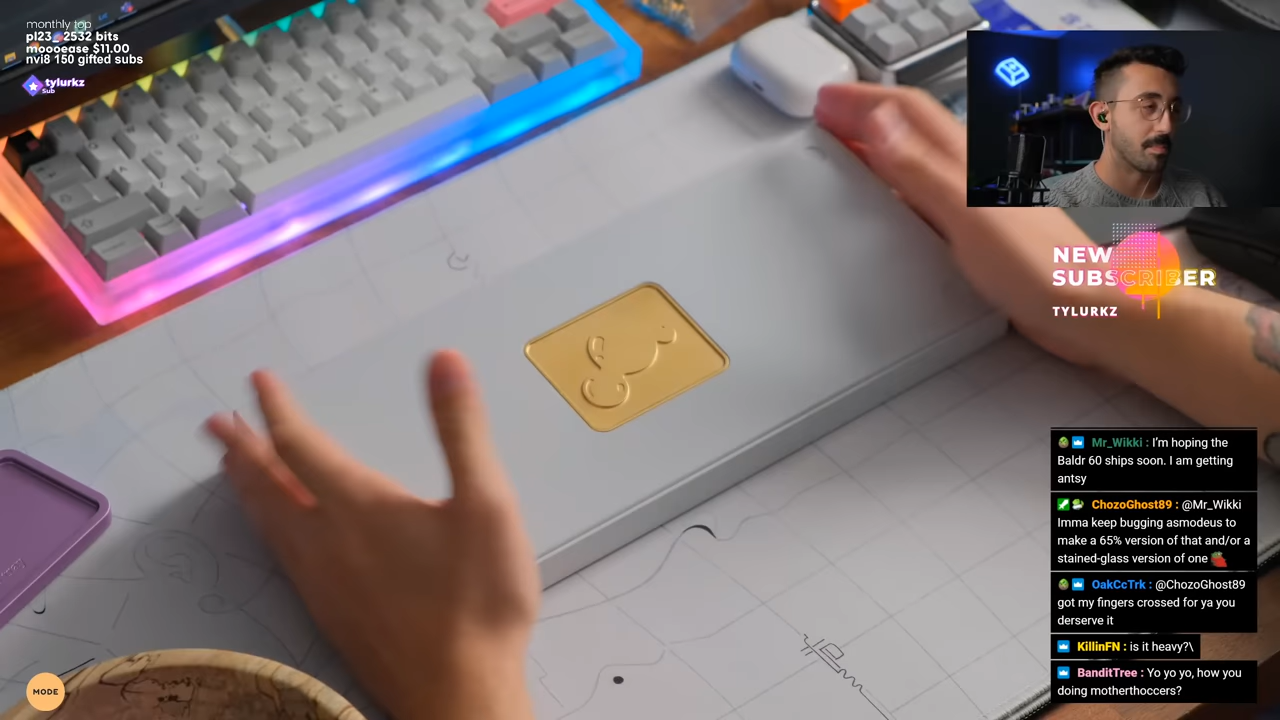 monthly top
pl23_ 2532 bits
moooease $11.00
nvi8 150 gifted subs
tylurkz
Sub
NEW
SUBSCRIBER
TYLURKZ
Mr_Wikki : I'm hoping the
Baldr 60 ships soon. I am getting
antsy
ChozoGhost89 : @Mr_Wikki
Imma keep bugging asmodeus to
make a 65% version of that and/or a
stained-glass version of one
OakCcTrk : @ChozoGhost89
got my fingers crossed for ya you
derserve it
KillinFN : is it heavy?\
BanditTree : Yo yo yo, how you
doing motherthoccers?
MODE